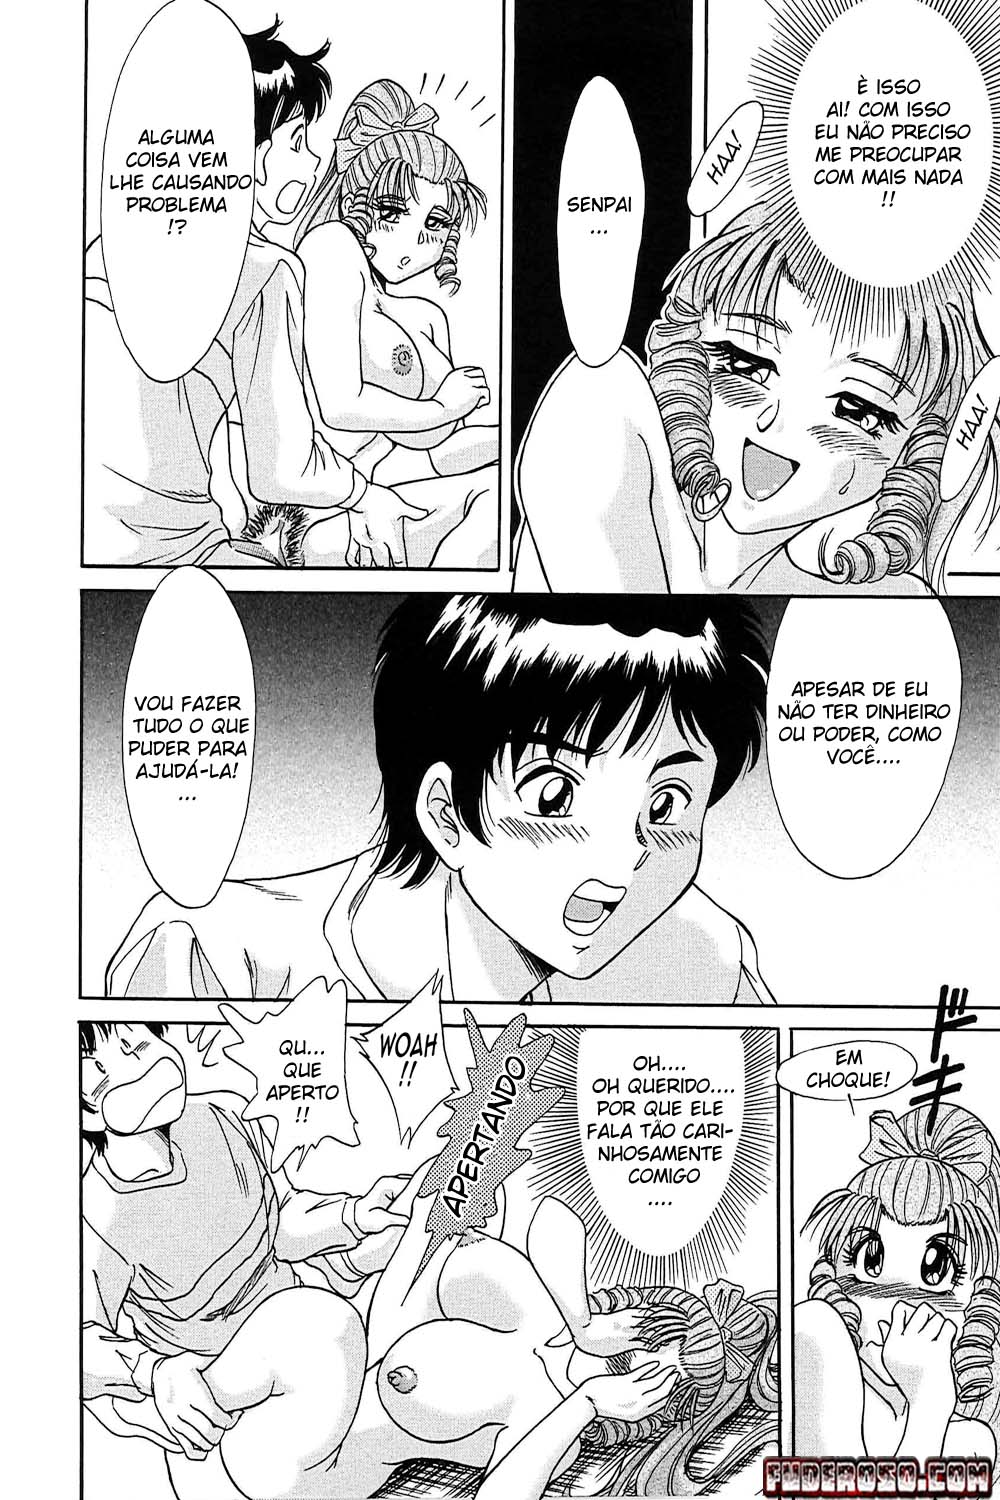 È ISSO
AI! COM ISSO
EU NÃO PRECISO
ME PREOCUPAR
COM MAIS NADA
!!
HAA!
HAA!
SENPAI
...
ALGUMA
COISA VEM
LHE CAUSANDO
PROBLEMA
!?
APESAR DE EU
NÃO TER DINHEIRO
OU PODER, COMO
VOCÊ....
VOU FAZER
TUDO O QUE
PUDER PARA
AJUDÁ-LA!
...
EM
CHOQUE!
ドキ
OH....
OH QUERIDO....
POR QUE ELE
FALA TÃO CARI-
NHOSAMENTE
COMIGO
....
APERTANDO
WOAH
!!
QU...
QUE
APERTO
!!
FUDEROSO.COM